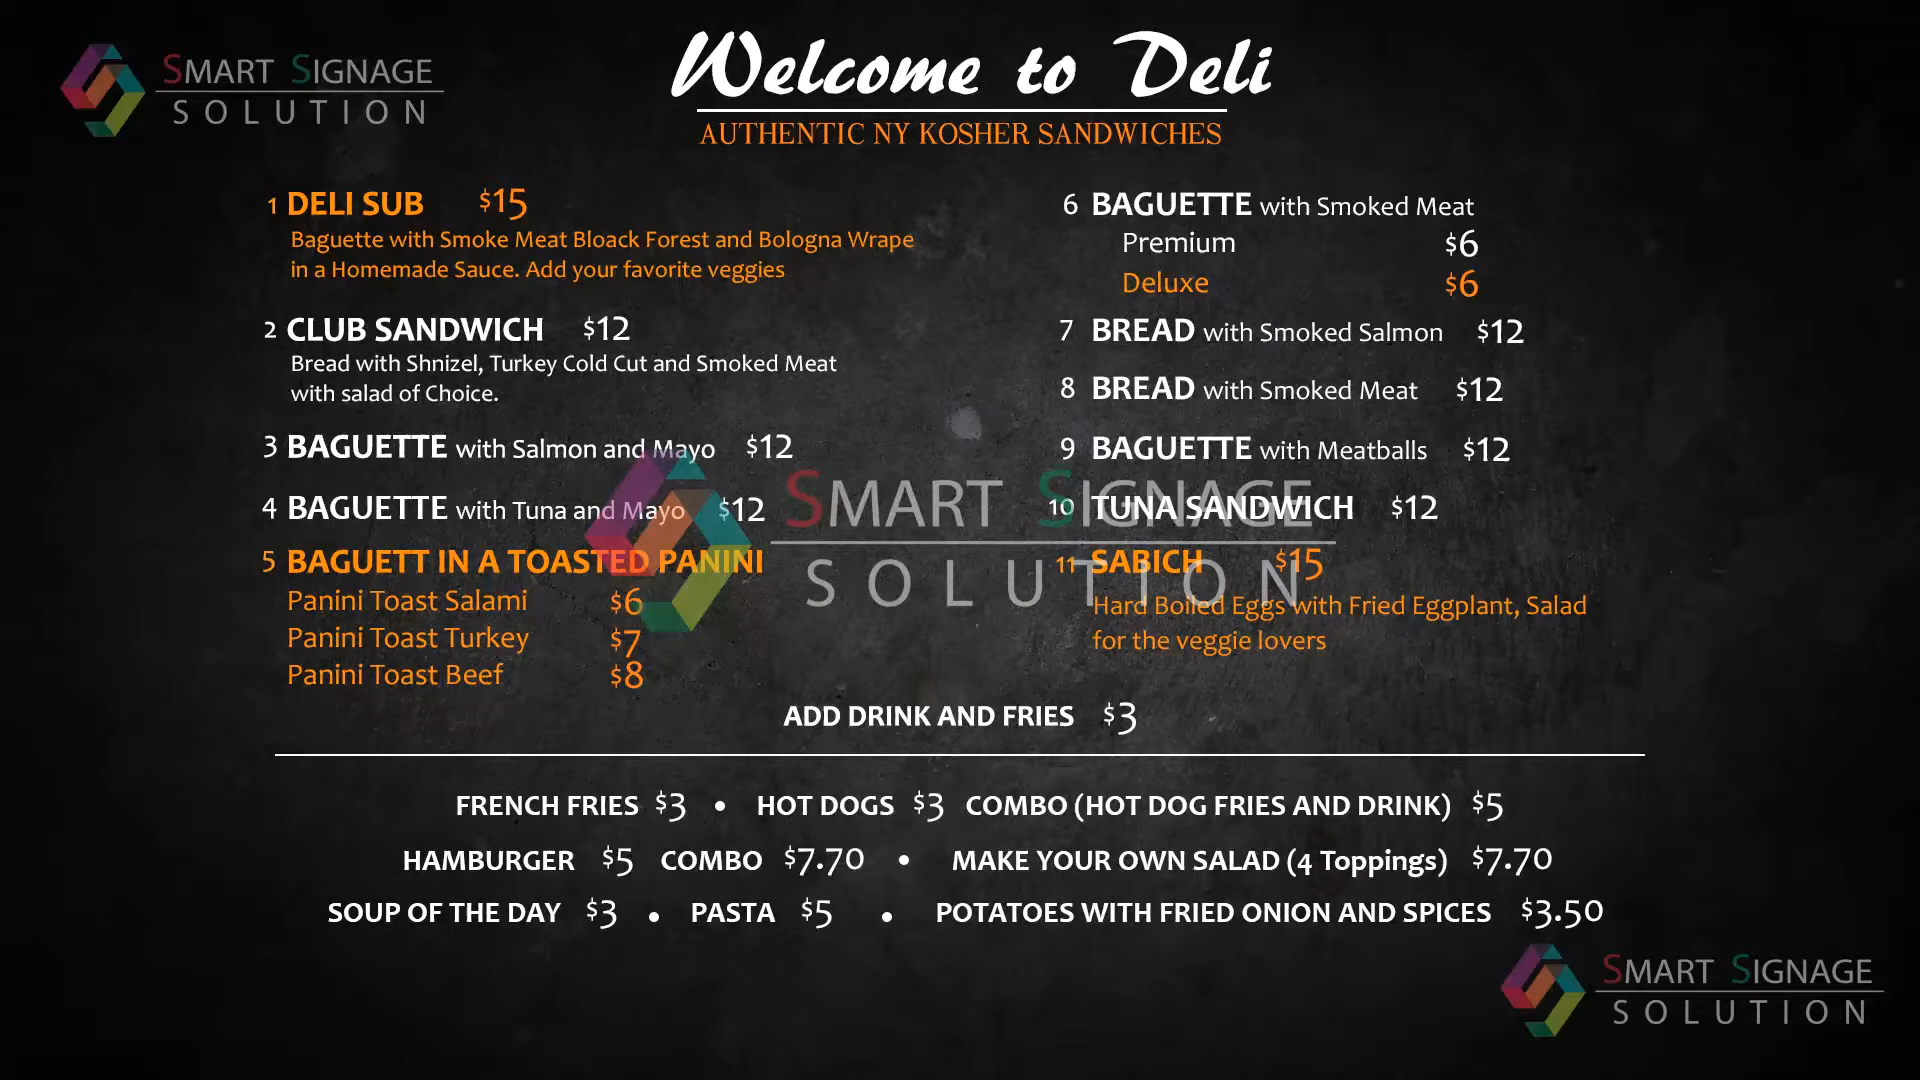 SMART SIGNAGE
SOLUTION
Welcome to Deli
AUTHENTIC NY KOSHER SANDWICHES
1 DELI SUB $15
Baguette with Smoke Meat Bloack Forest and Bologna Wrape
in a Homemade Sauce. Add your favorite veggies
2 CLUB SANDWICH $12
Bread with Shnizel, Turkey Cold Cut and Smoked Meat
with salad of Choice.
3 BAGUETTE with Salmon and Mayo $12
4 BAGUETTE with Tuna and Mayo $12
5 BAGUETT IN A TOASTED PANINI
Panini Toast Salami $6
Panini Toast Turkey $7
Panini Toast Beef $8
6 BAGUETTE with Smoked Meat
Premium $6
Deluxe $6
7 BREAD with Smoked Salmon $12
8 BREAD with Smoked Meat $12
9 BAGUETTE with Meatballs $12
10 TUNA SANDWICH $12
11 SABICH $15
Hard Boiled Eggs with Fried Eggplant, Salad
for the veggie lovers
SMART SIGNAGE
SOLUTION
ADD DRINK AND FRIES $3
FRENCH FRIES $3 • HOT DOGS $3 COMBO (HOT DOG FRIES AND DRINK) $5
HAMBURGER $5 COMBO $7.70 • MAKE YOUR OWN SALAD (4 Toppings) $7.70
SOUP OF THE DAY $3 • PASTA $5 • POTATOES WITH FRIED ONION AND SPICES $3.50
SMART SIGNAGE
SOLUTION